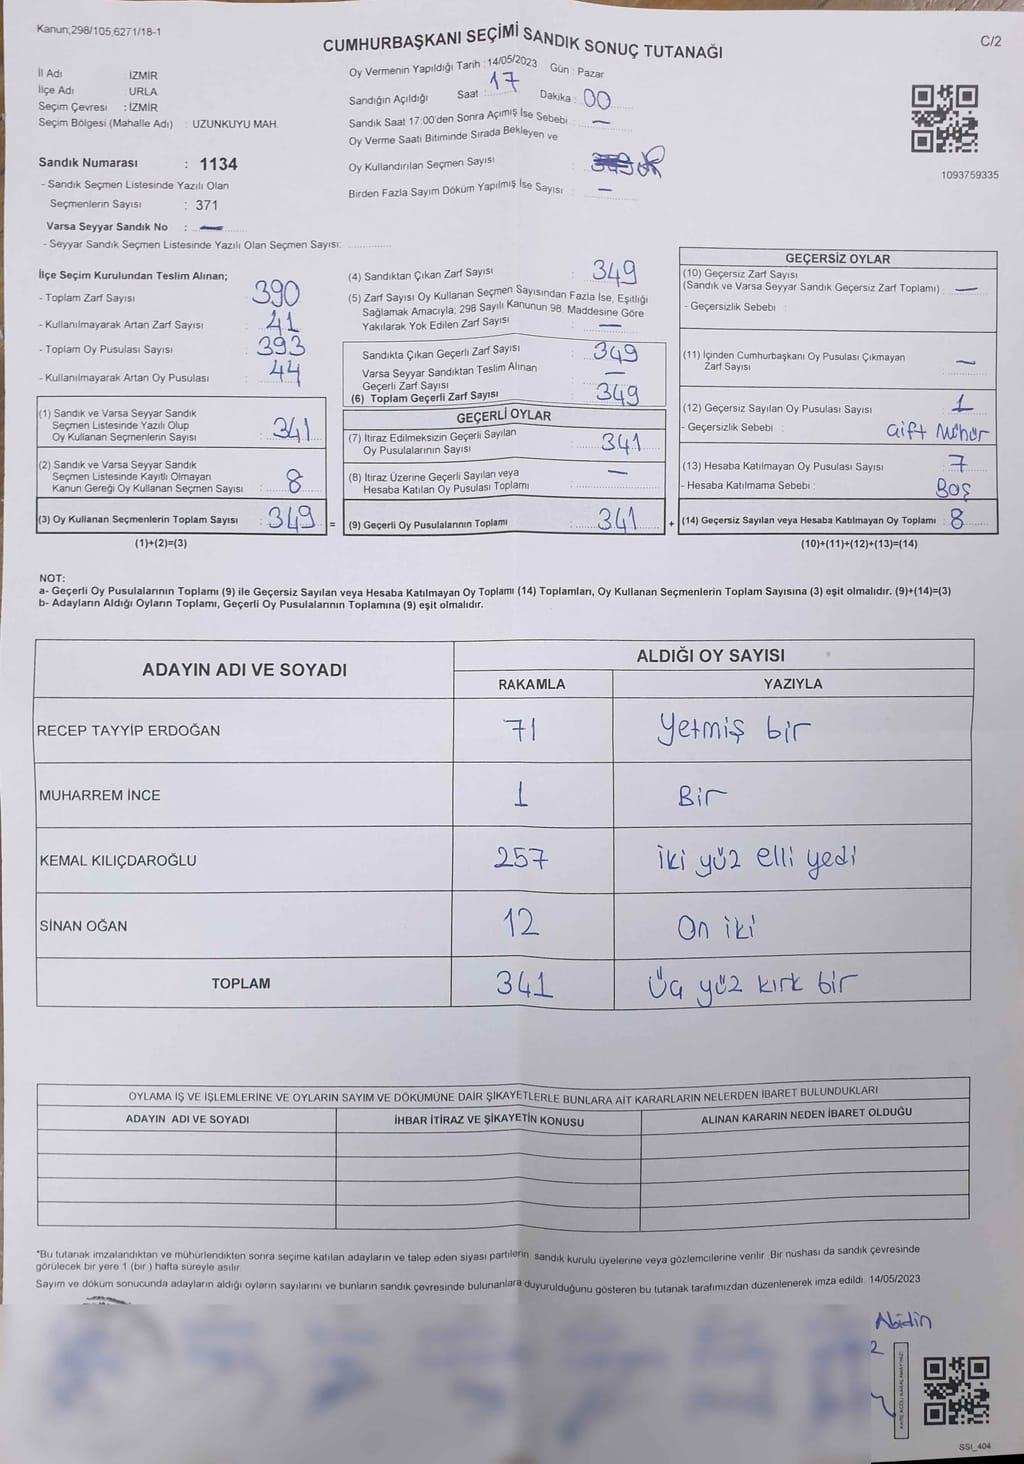 Kanun;298/105;6271/18-1
CUMHURBAŞKANI SEÇİMİ SANDIK SONUÇ TUTANAĞI
C/2
İl Adı : İZMİR
İlçe Adı : URLA
Seçim Çevresi : İZMİR
Seçim Bölgesi (Mahalle Adı) : UZUNKUYU MAH.
Sandık Numarası : 1134
- Sandık Seçmen Listesinde Yazılı Olan
Seçmenlerin Sayısı : 371
Varsa Seyyar Sandık No : —
- Seyyar Sandık Seçmen Listesinde Yazılı Olan Seçmen Sayısı:
Oy Vermenin Yapıldığı Tarih : 14/05/2023 Gün : Pazar
Sandığın Açıldığı Saat : 17 Dakika : 00
Sandık Saat 17:00'den Sonra Açımış İse Sebebi : —
Oy Verme Saati Bitiminde Sırada Bekleyen ve
Oy Kullandırılan Seçmen Sayısı :
Birden Fazla Sayım Döküm Yapılmış İse Sayısı : —
1093759335
İlçe Seçim Kurulundan Teslim Alınan;
- Toplam Zarf Sayısı : 390
- Kullanılmayarak Artan Zarf Sayısı : 41
- Toplam Oy Pusulası Sayısı : 393
- Kullanılmayarak Artan Oy Pusulası : 44
(1) Sandık ve Varsa Seyyar Sandık
Seçmen Listesinde Yazılı Olup
Oy Kullanan Seçmenlerin Sayısı : 341
(2) Sandık ve Varsa Seyyar Sandık
Seçmen Listesinde Kayıtlı Olmayan
Kanun Gereği Oy Kullanan Seçmen Sayısı : 8
(3) Oy Kullanan Seçmenlerin Toplam Sayısı : 349 =
(1)+(2)=(3)
(4) Sandıktan Çıkan Zarf Sayısı : 349
(5) Zarf Sayısı Oy Kullanan Seçmen Sayısından Fazla İse, Eşitliği
Sağlamak Amacıyla; 298 Sayılı Kanunun 98. Maddesine Göre
Yakılarak Yok Edilen Zarf Sayısı : —
Sandıkta Çıkan Geçerli Zarf Sayısı : 349
Varsa Seyyar Sandıktan Teslim Alınan
Geçerli Zarf Sayısı : —
(6) Toplam Geçerli Zarf Sayısı : 349
GEÇERLİ OYLAR
(7) İtiraz Edilmeksizin Geçerli Sayılan
Oy Pusulalarının Sayısı : 341
(8) İtiraz Üzerine Geçerli Sayılan veya
Hesaba Katılan Oy Pusulası Toplamı : —
(9) Geçerli Oy Pusulalarının Toplamı : 341 +
GEÇERSİZ OYLAR
(10) Geçersiz Zarf Sayısı
(Sandık ve Varsa Seyyar Sandık Geçersiz Zarf Toplamı) : —
- Geçersizlik Sebebi :
(11) İçinden Cumhurbaşkanı Oy Pusulası Çıkmayan
Zarf Sayısı : —
(12) Geçersiz Sayılan Oy Pusulası Sayısı : 1
- Geçersizlik Sebebi : Çift Mühür
(13) Hesaba Katılmayan Oy Pusulası Sayısı : 7
- Hesaba Katılmama Sebebi : Boş
(14) Geçersiz Sayılan veya Hesaba Katılmayan Oy Toplamı : 8
(10)+(11)+(12)+(13)=(14)
NOT:
a- Geçerli Oy Pusulalarının Toplamı (9) ile Geçersiz Sayılan veya Hesaba Katılmayan Oy Toplamı (14) Toplamları, Oy Kullanan Seçmenlerin Toplam Sayısına (3) eşit olmalıdır. (9)+(14)=(3)
b- Adayların Aldığı Oyların Toplamı, Geçerli Oy Pusulalarının Toplamına (9) eşit olmalıdır.
ADAYIN ADI VE SOYADI
ALDIĞI OY SAYISI
RAKAMLA YAZIYLA
RECEP TAYYİP ERDOĞAN 71 Yetmiş bir
MUHARREM İNCE 1 Bir
KEMAL KILIÇDAROĞLU 257 İki yüz elli yedi
SİNAN OĞAN 12 On iki
TOPLAM 341 Üç yüz kırk bir
OYLAMA İŞ VE İŞLEMLERİNE VE OYLARIN SAYIM VE DÖKÜMÜNE DAİR ŞİKAYETLERLE BUNLARA AİT KARARLARIN NELERDEN İBARET BULUNDUKLARI
ADAYIN ADI VE SOYADI İHBAR İTİRAZ VE ŞİKAYETİN KONUSU ALINAN KARARIN NEDEN İBARET OLDUĞU
*Bu tutanak imzalandıktan ve mühürlendikten sonra seçime katılan adayların ve talep eden siyasi partilerin sandık kurulu üyelerine veya gözlemcilerine verilir. Bir nüshası da sandık çevresinde
görülecek bir yere 1 (bir ) hafta süreyle asılır.
Sayım ve döküm sonucunda adayların aldığı oyların sayılarını ve bunların sandık çevresinde bulunanlara duyurulduğunu gösteren bu tutanak tarafımızdan düzenlenerek imza edildi. 14/05/2023
Abidin
2
KARE KODU KARALAMAYINIZ
SSI_404